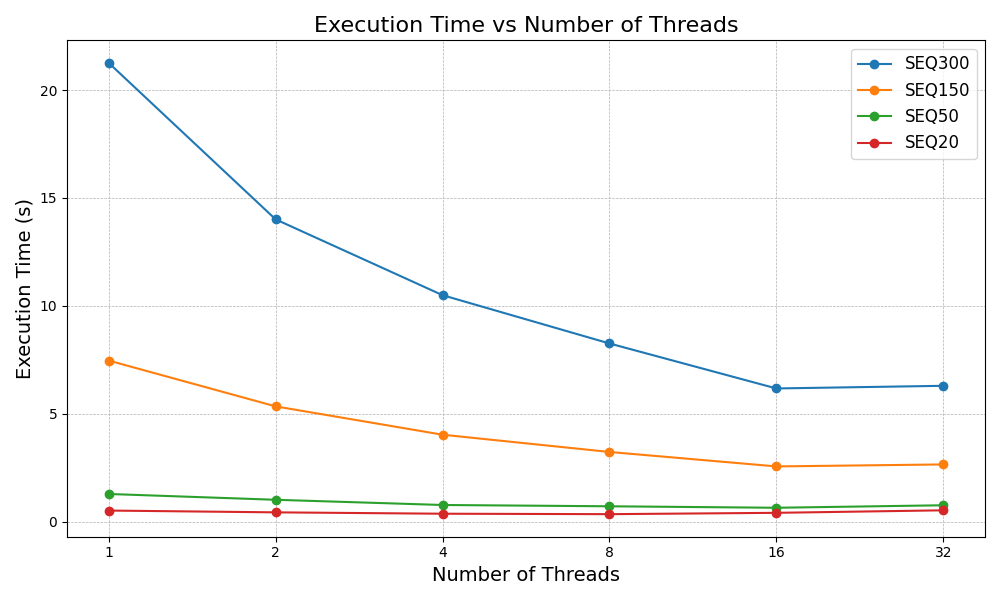 Execution Time vs Number of Threads
SEQ300
SEQ150
SEQ50
SEQ20
Execution Time (s)
20
15
10
5
0
1 2 4 8 16 32
Number of Threads